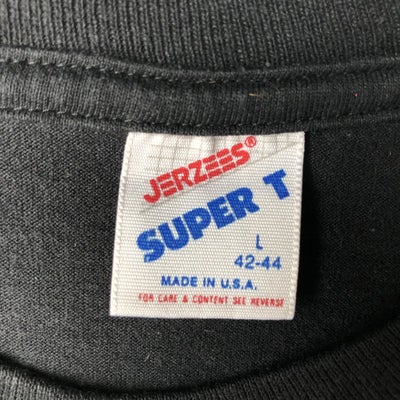 JERZEES®
SUPER T
L
42-44
MADE IN U.S.A.
FOR CARE & CONTENT SEE REVERSE